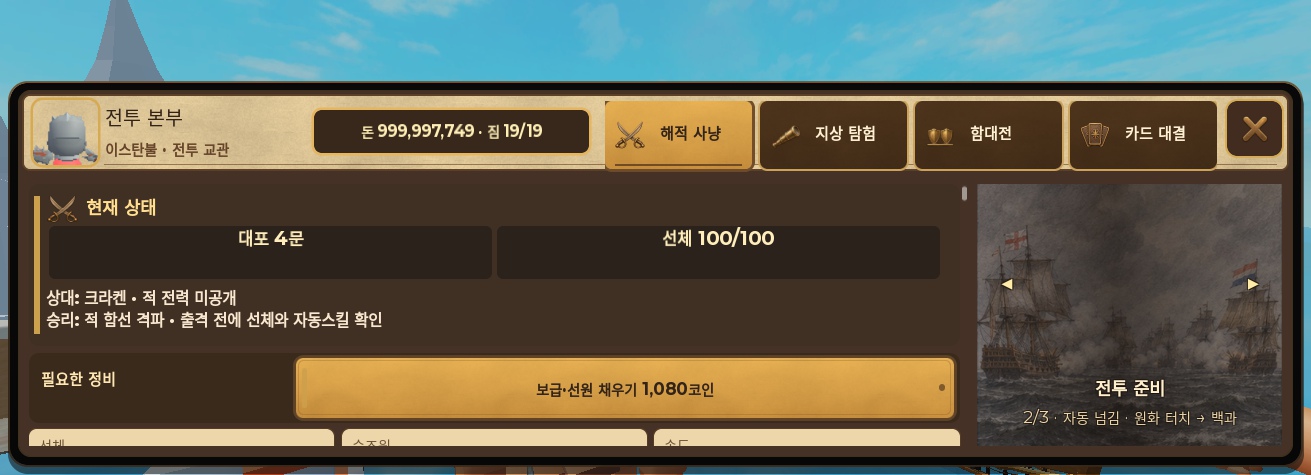 전투 본부
이스탄불 • 전투 교관
돈 999,997,749 · 짐 19/19
해적 사냥
지상 탐험
함대전
카드 대결
현재 상태
대포 4문
선체 100/100
상대: 크라켄 • 적 전력 미공개
승리: 적 함선 격파 • 출격 전에 선체와 자동스킬 확인
필요한 정비
보급·선원 채우기 1,080코인
선체
속도
◀
▶
전투 준비
2/3 · 자동 넘김 · 원화 터치 → 백과